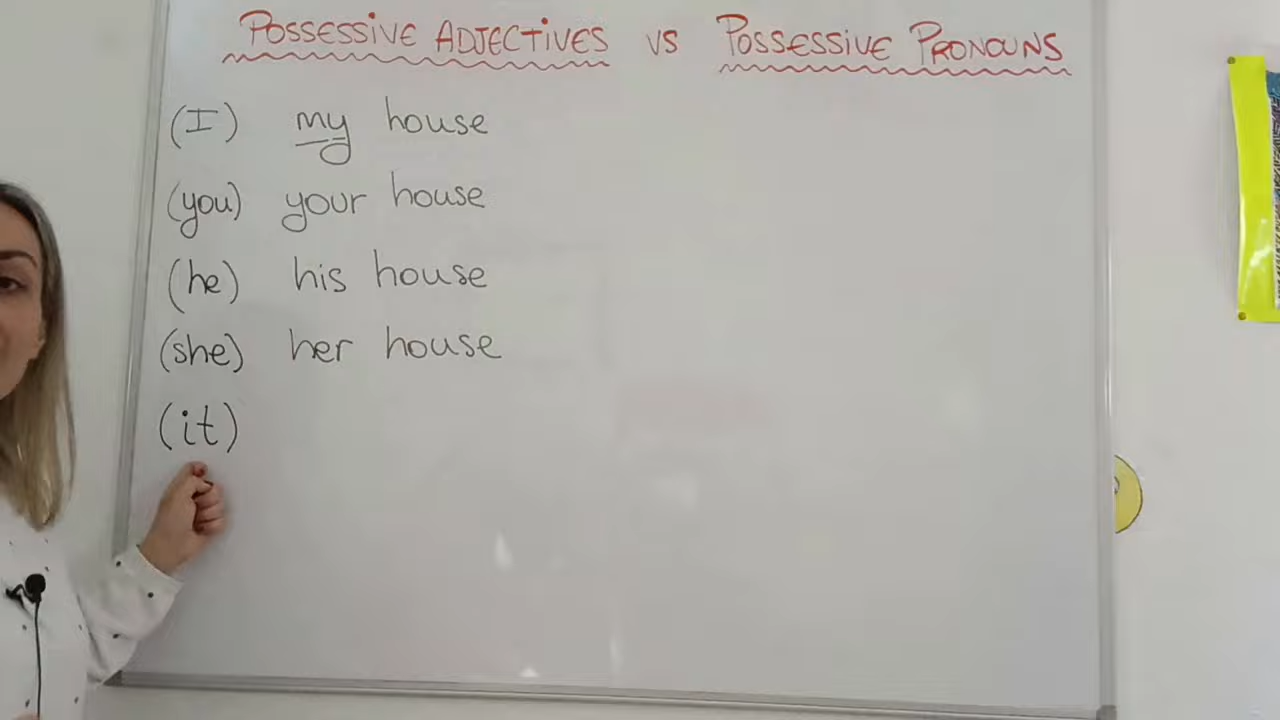 POSSESSIVE ADJECTIVES VS POSSESSIVE PRONOUNS
(I) my house
(you) your house
(he) his house
(she) her house
(it)